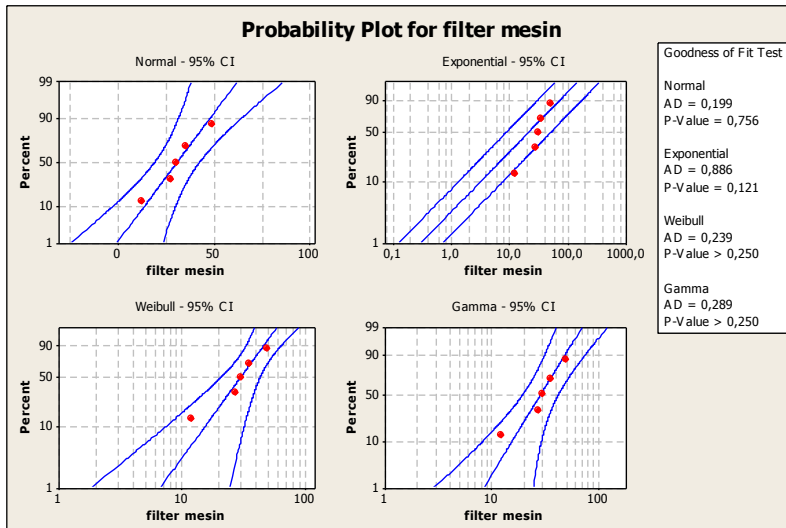 Probability Plot for filter mesin
Normal - 95% CI
Percent
99
90
50
10
1
0
50
100
filter mesin
Exponential - 95% CI
Percent
90
50
10
1
0,1
1,0
10,0
100,0
1000,0
filter mesin
Weibull - 95% CI
Percent
90
50
10
1
1
10
100
filter mesin
Gamma - 95% CI
Percent
99
90
50
10
1
1
10
100
filter mesin
Goodness of Fit Test
Normal
AD = 0,199
P-Value = 0,756
Exponential
AD = 0,886
P-Value = 0,121
Weibull
AD = 0,239
P-Value > 0,250
Gamma
AD = 0,289
P-Value > 0,250